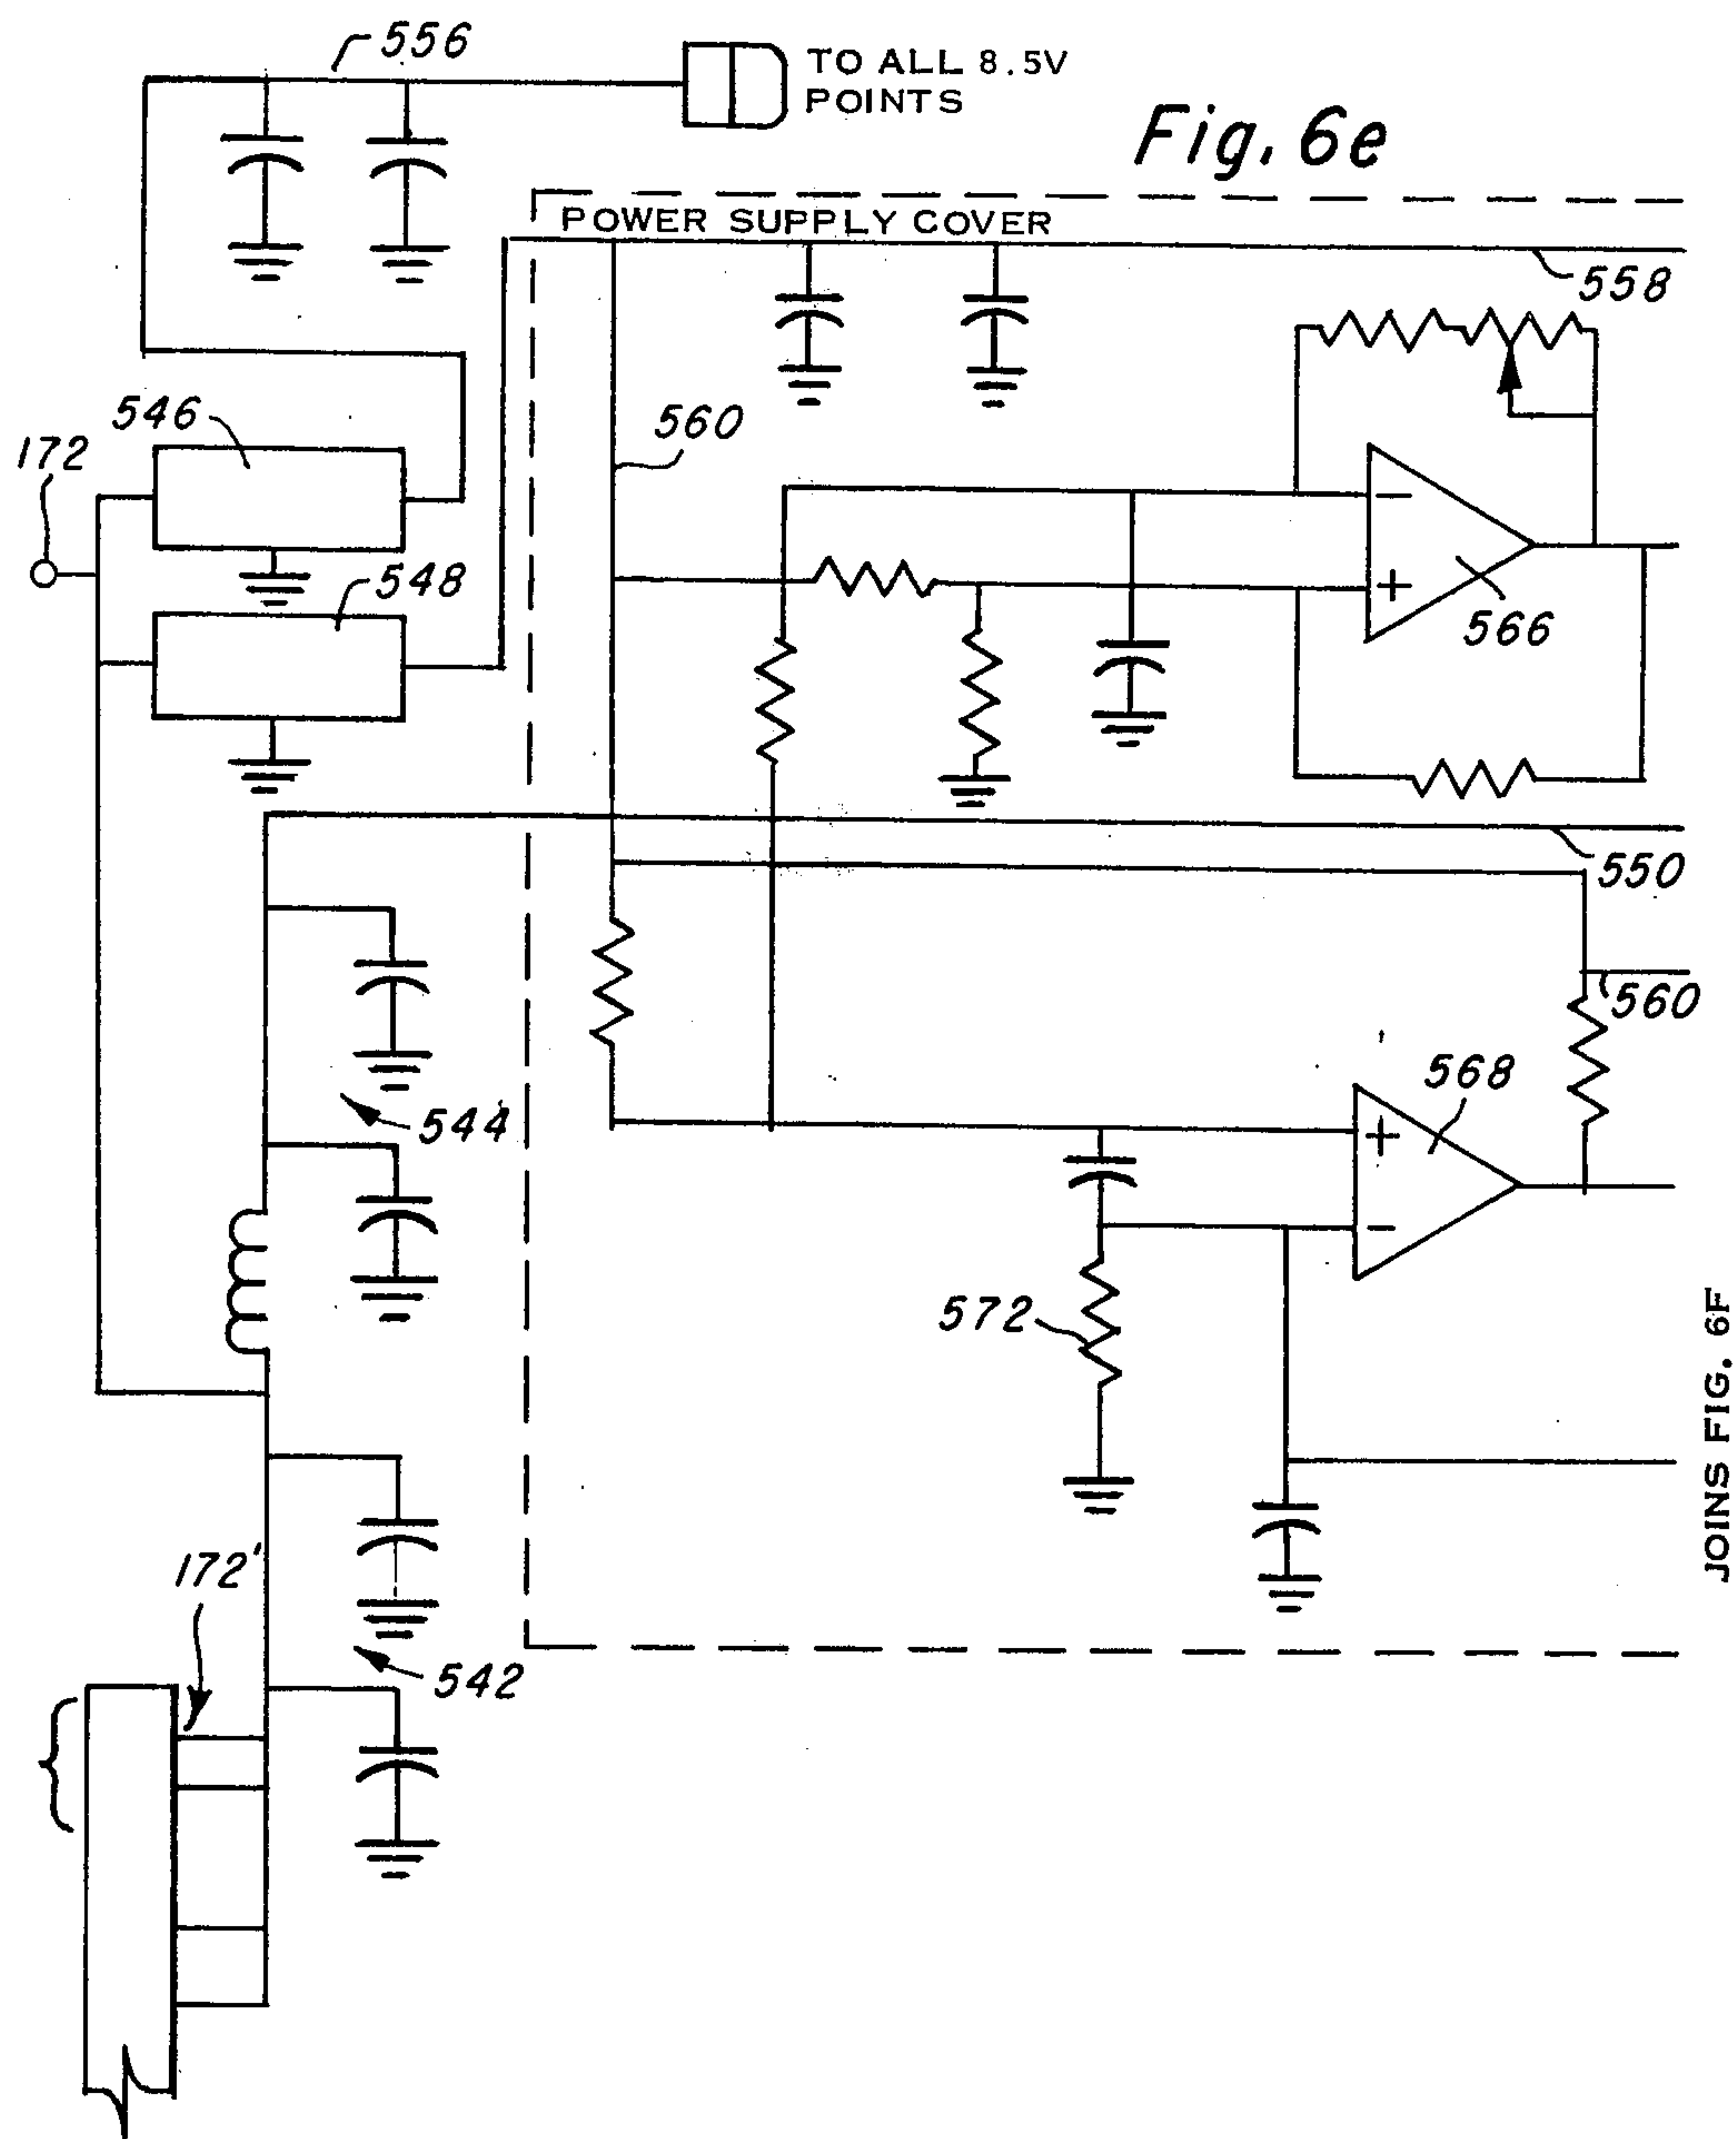 556
TO ALL 8.5V
POINTS
Fig. 6e
POWER SUPPLY COVER
558
546
560
172
548
566
550
560
568
544
572
JOINS FIG. 6F
172'
542